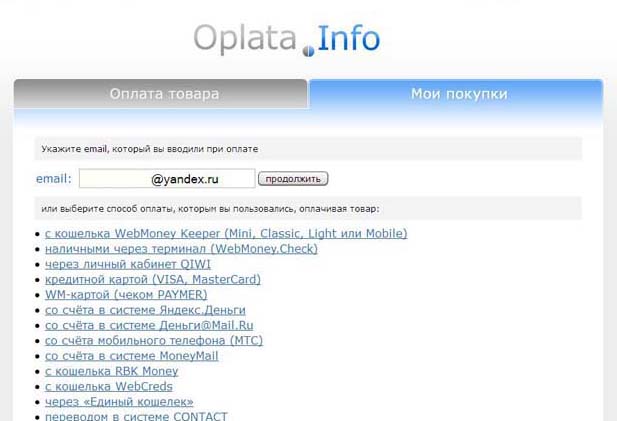 Oplata.Info
Оплата товара
Мои покупки
Укажите email, который вы вводили при оплате
email: @yandex.ru продолжить
или выберите способ оплаты, которым вы пользовались, оплачивая товар:
с кошелька WebMoney Keeper (Mini, Classic, Light или Mobile)
наличными через терминал (WebMoney.Check)
через личный кабинет QIWI
кредитной картой (VISA, MasterCard)
WM-картой (чеком PAYMER)
со счёта в системе Яндекс.Деньги
со счёта в системе Деньги@Mail.Ru
со счёта мобильного телефона (МТС)
со счёта в системе MoneyMail
с кошелька RBK Money
с кошелька WebCreds
через «Единый кошелек»
переводом в системе CONTACT